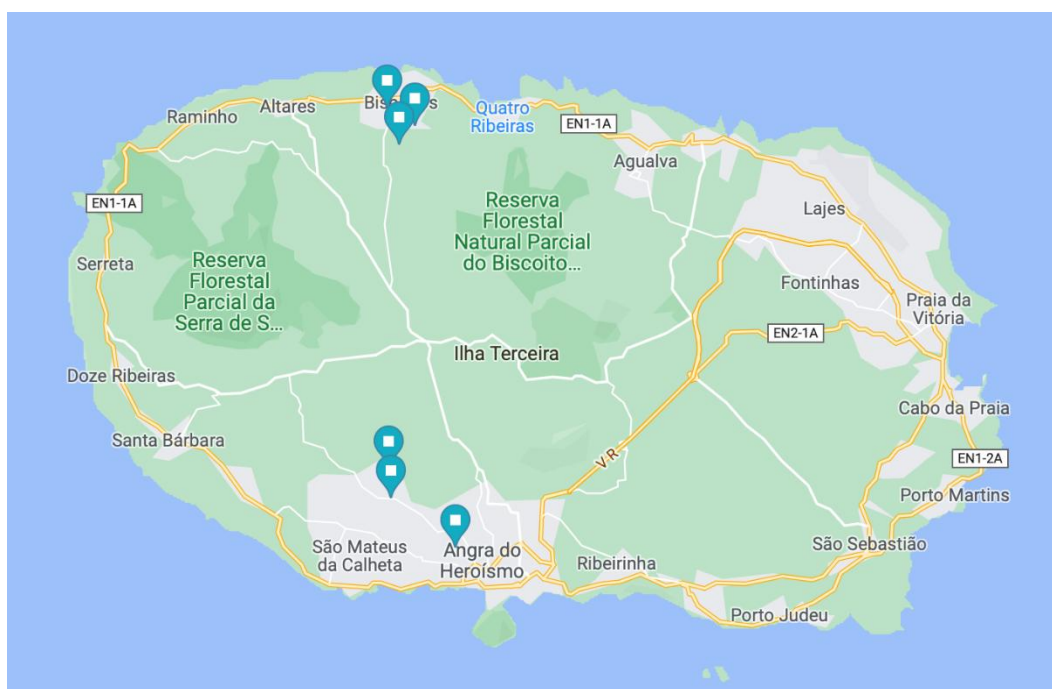 Biscoitos
Quatro
Ribeiras
Altares
Raminho
EN1-1A
Agualva
EN1-1A
Reserva
Florestal
Natural Parcial
do Biscoito...
Lajes
Serreta
Reserva
Florestal
Parcial da
Serra de S...
Fontinhas
Praia da
Vitória
EN2-1A
Ilha Terceira
Doze Ribeiras
Cabo da Praia
Santa Bárbara
V.R
EN1-2A
Porto Martins
São Mateus
da Calheta
Angra do
Heroísmo
Ribeirinha
São Sebastião
Porto Judeu